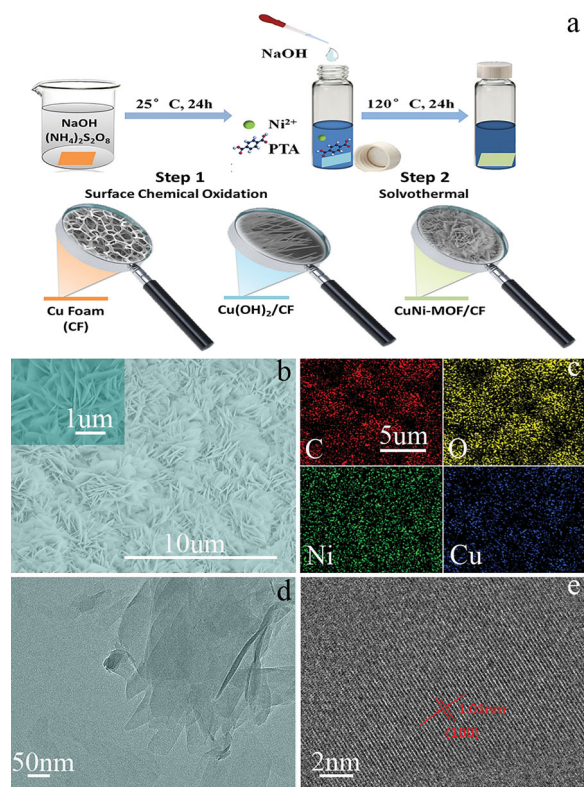 a
NaOH
NaOH
(NH₄)₂S₂O₈
25° C, 24h
Ni²⁺
PTA
120° C, 24h
Step 1
Surface Chemical Oxidation
Step 2
Solvothermal
Cu Foam
(CF)
Cu(OH)₂/CF
CuNi-MOF/CF
b
1um
10um
c
C
5um
O
Ni
Cu
d
50nm
e
(100)
2nm